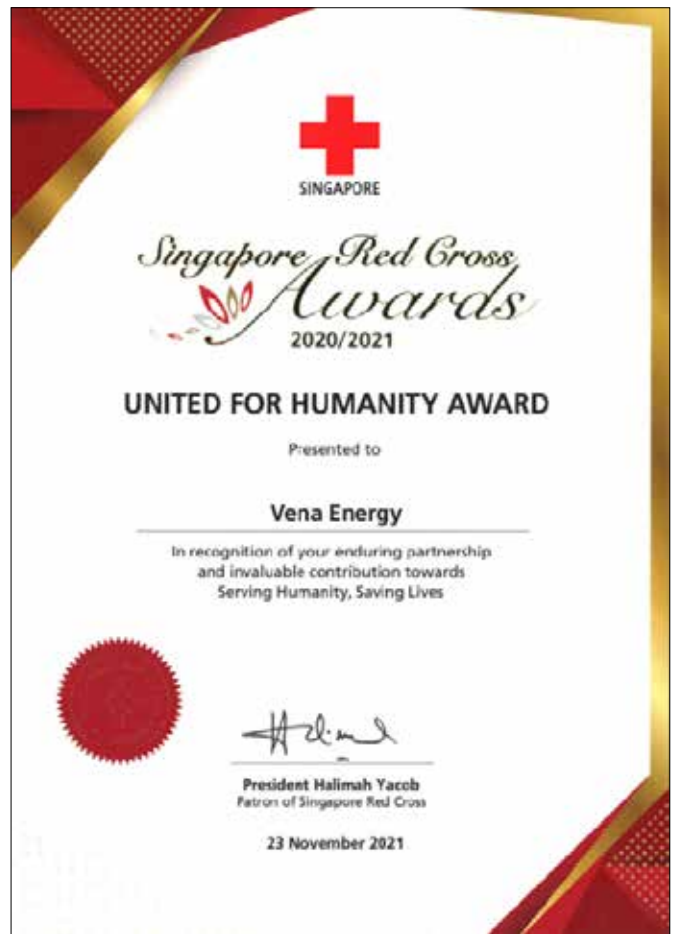 SINGAPORE
Singapore Red Cross
Awards
2020/2021
UNITED FOR HUMANITY AWARD
Presented to
Vena Energy
In recognition of your enduring partnership
and invaluable contribution towards
Serving Humanity, Saving Lives
President Halimah Yacob
Patron of Singapore Red Cross
23 November 2021